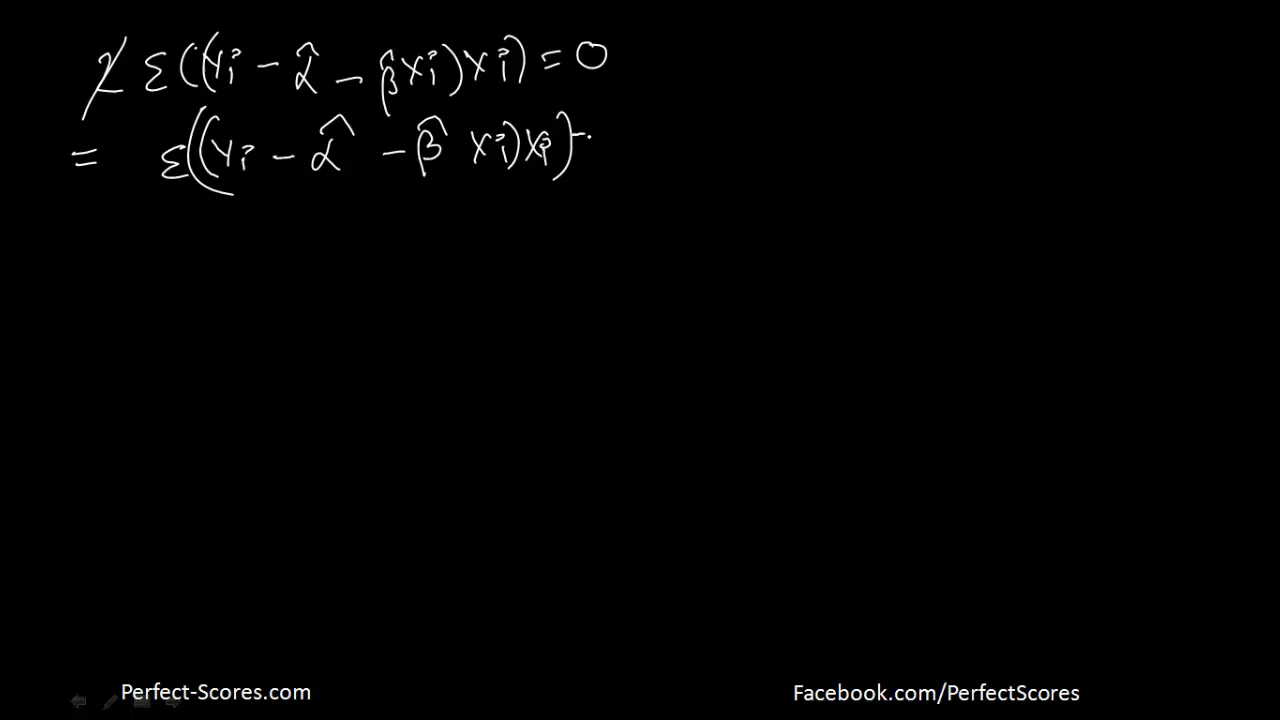 2 Σ((Yi − α̂ − β̂Xi)Xi) = 0
= Σ((Yi − α̂ − β̂ Xi)Xi)
Perfect-Scores.com
Facebook.com/PerfectScores